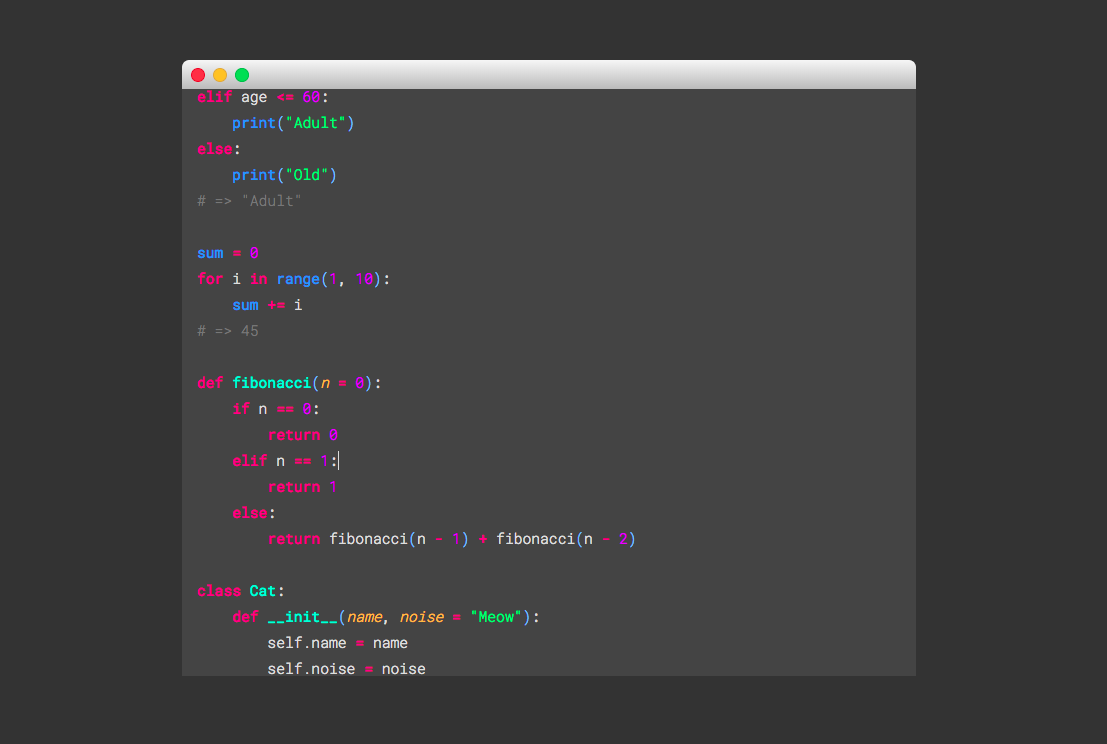 elif age <= 60:
    print("Adult")
else:
    print("Old")
# => "Adult"

sum = 0
for i in range(1, 10):
    sum += i
# => 45

def fibonacci(n = 0):
    if n == 0:
        return 0
    elif n == 1:
        return 1
    else:
        return fibonacci(n - 1) + fibonacci(n - 2)

class Cat:
    def __init__(name, noise = "Meow"):
        self.name = name
        self.noise = noise